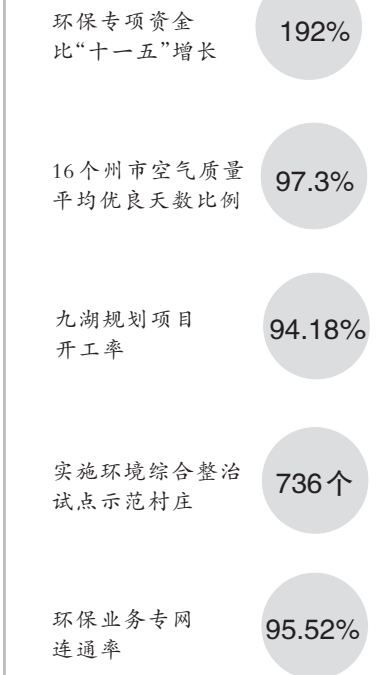 环保专项资金
比“十一五”增长
192%
16个州市空气质量
平均优良天数比例
97.3%
九湖规划项目
开工率
94.18%
实施环境综合整治
试点示范村庄
736个
环保业务专网
连通率
95.52%